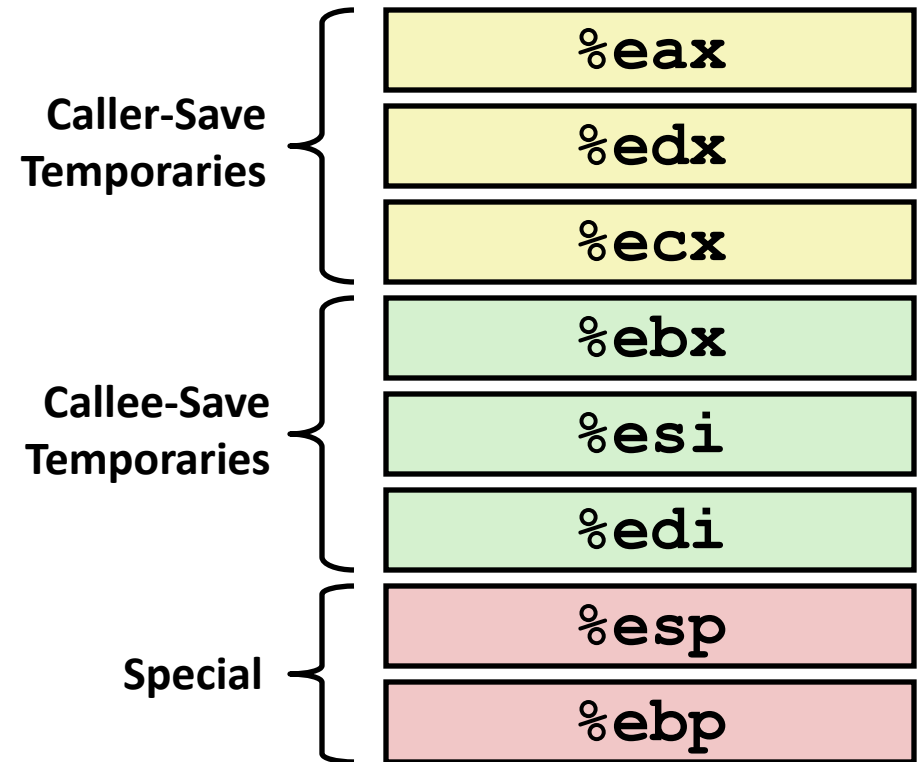 %eax
Caller-Save
Temporaries
%edx
%ecx
%ebx
Callee-Save
Temporaries
%esi
%edi
%esp
Special
%ebp